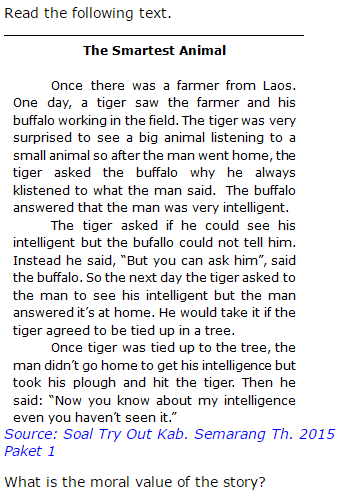 Read the following text.
The Smartest Animal
Once there was a farmer from Laos.
One day, a tiger saw the farmer and his
buffalo working in the field. The tiger was very
surprised to see a big animal listening to a
small animal so after the man went home, the
tiger asked the buffalo why he always
klistened to what the man said. The buffalo
answered that the man was very intelligent.
The tiger asked if he could see his
intelligent but the bufallo could not tell him.
Instead he said, “But you can ask him”, said
the buffalo. So the next day the tiger asked to
the man to see his intelligent but the man
answered it’s at home. He would take it if the
tiger agreed to be tied up in a tree.
Once tiger was tied up to the tree, the
man didn’t go home to get his intelligence but
took his plough and hit the tiger. Then he
said: “Now you know about my intelligence
even you haven’t seen it.”
Source: Soal Try Out Kab. Semarang Th. 2015
Paket 1
What is the moral value of the story?